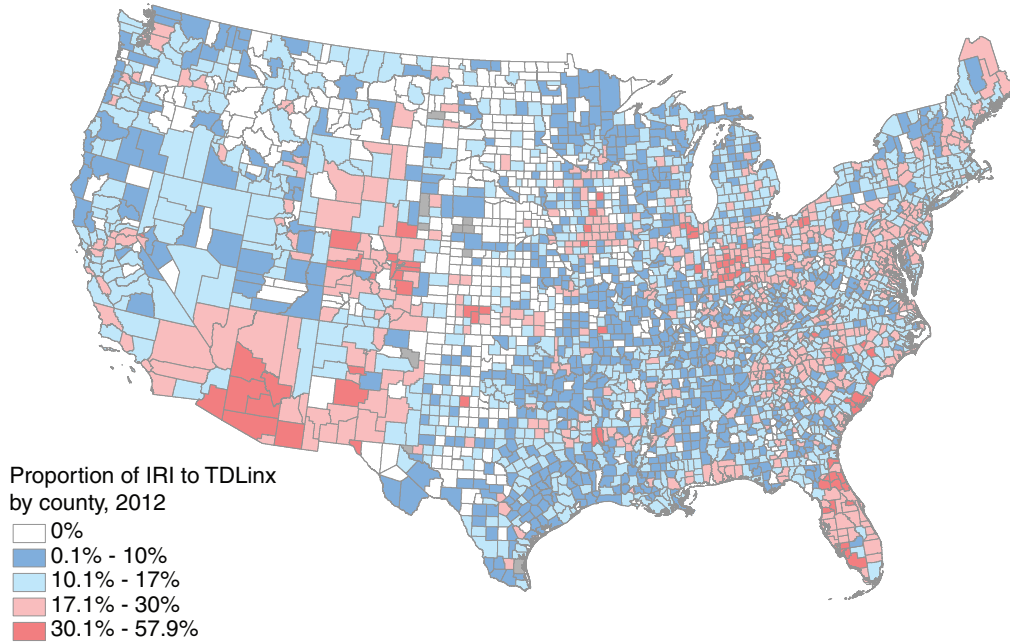 Proportion of IRI to TDLinx
by county, 2012
0%
0.1% - 10%
10.1% - 17%
17.1% - 30%
30.1% - 57.9%